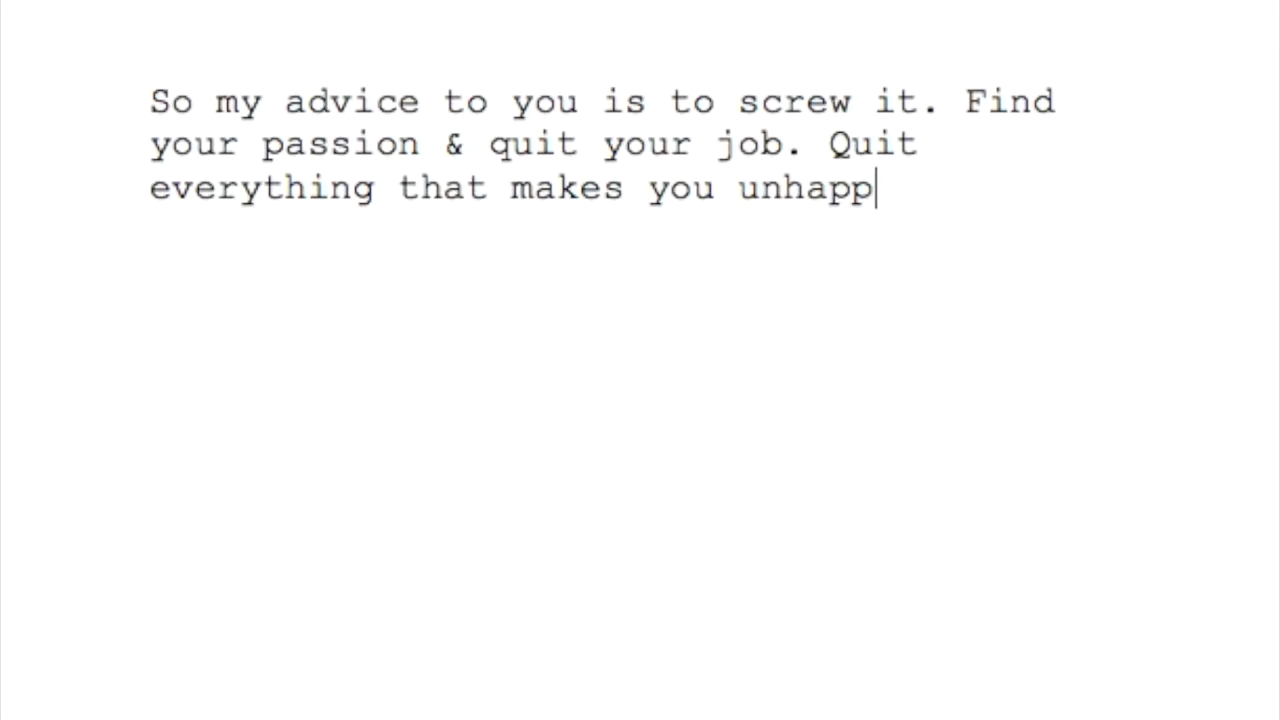 So my advice to you is to screw it. Find
your passion & quit your job. Quit
everything that makes you unhapp